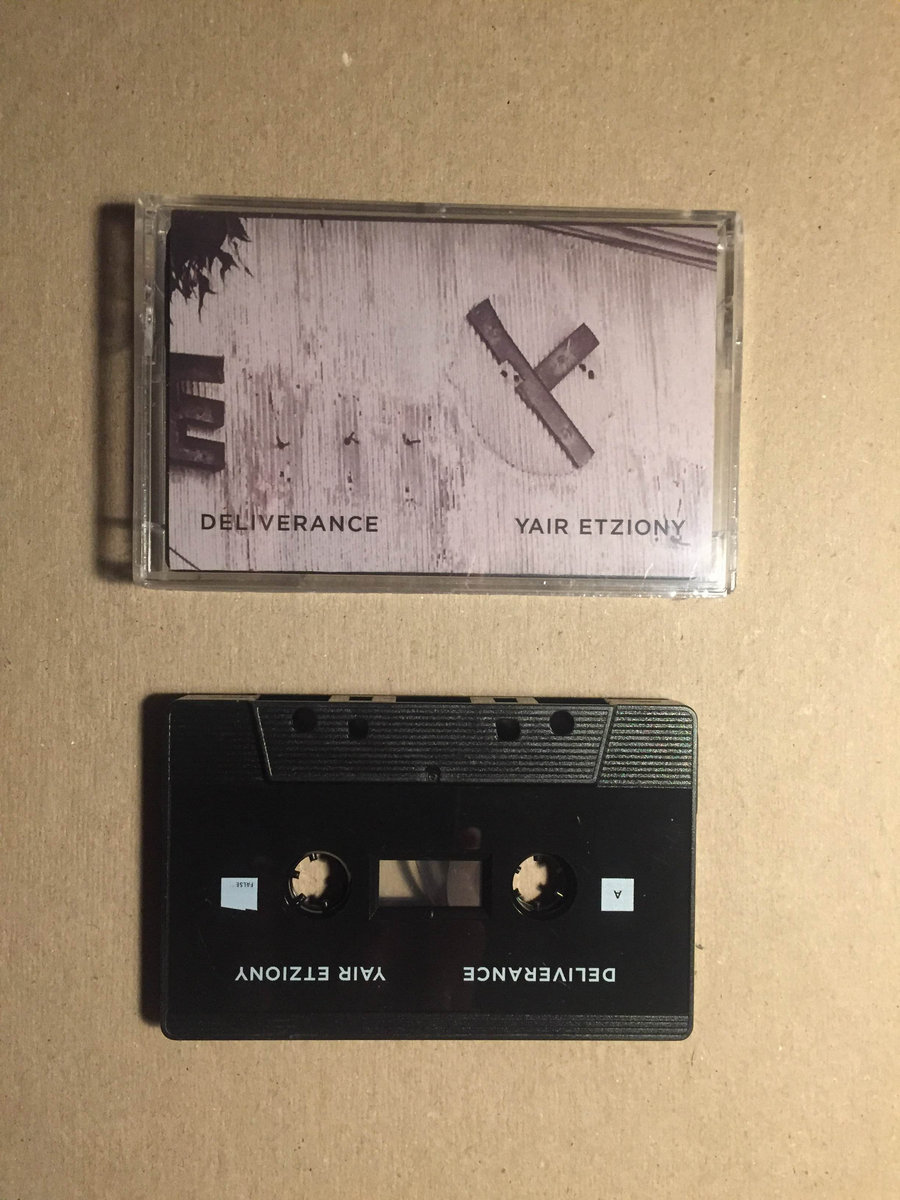 E
DELIVERANCE
YAIR ETZIONY
A
FALSE
DELIVERANCE
YAIR ETZIONY